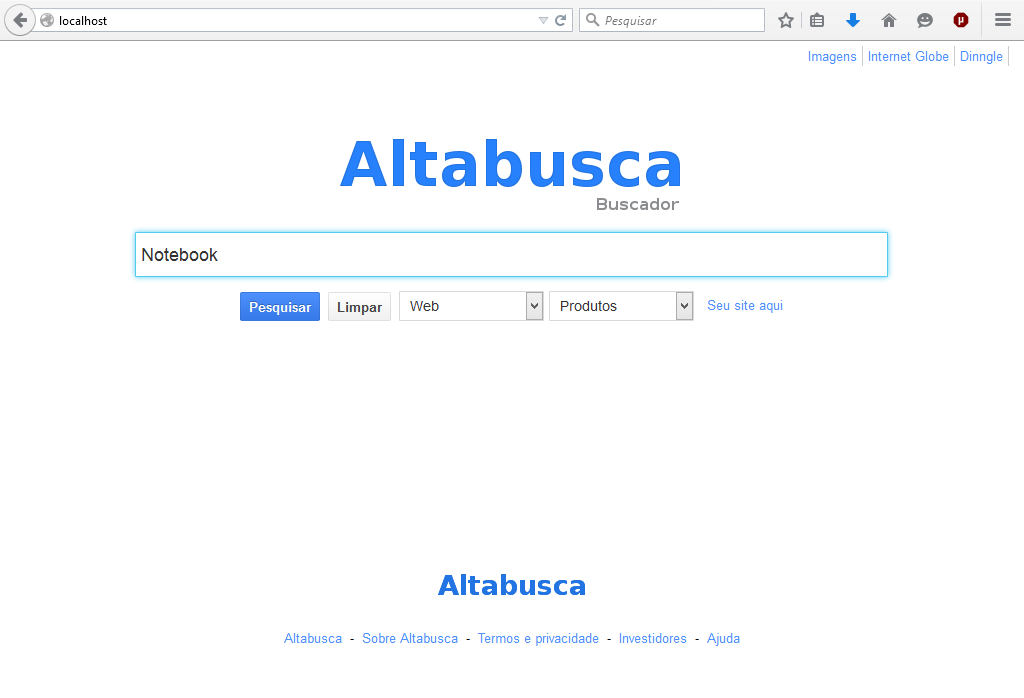 localhost
Pesquisar
Imagens Internet Globe Dinngle
Altabusca
Buscador
Notebook
Pesquisar Limpar Web Produtos Seu site aqui
Altabusca
Altabusca - Sobre Altabusca - Termos e privacidade - Investidores - Ajuda